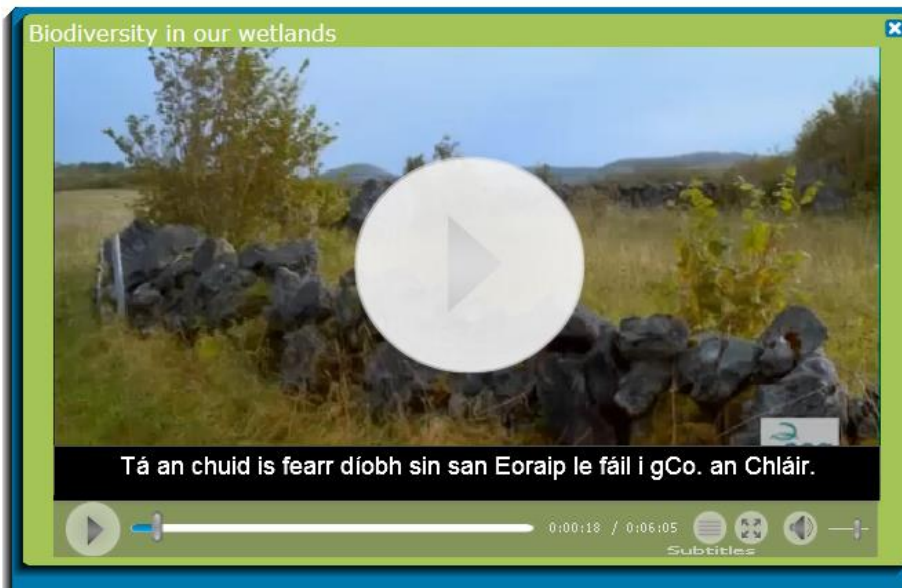 Biodiversity in our wetlands
Tá an chuid is fearr díobh sin san Eoraip le fáil i gCo. an Chláir.
0:00:18 / 0:06:05
Subtitles